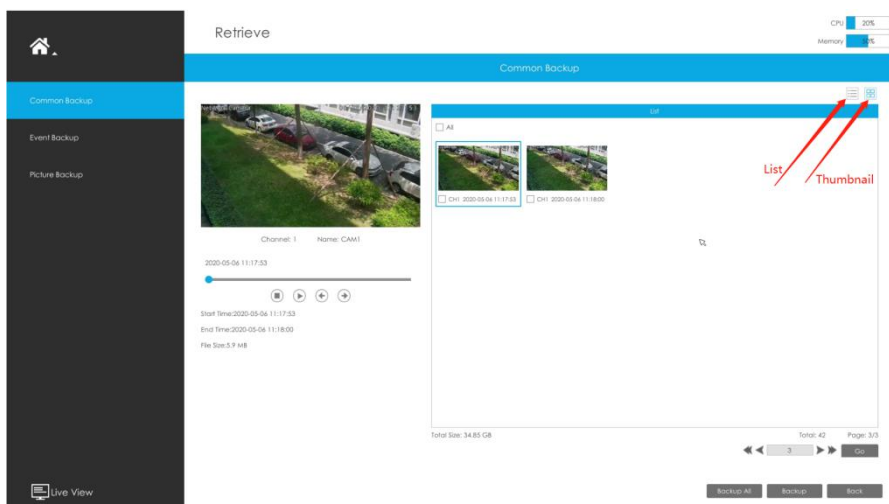 Retrieve
CPU 20%
Memory
Common Backup
Common Backup
Event Backup
Picture Backup
List
All
CH1 2020-05-06 11:17:53
CH1 2020-05-06 11:18:00
List
Thumbnail
Channel: 1 Name: CAM1
2020-05-06 11:17:53
Start Time:2020-05-06 11:17:53
End Time:2020-05-06 11:18:00
File Size:5.9 MB
Total Size: 34.85 GB
Total: 42 Page: 3/3
3 Go
Live View
Backup All Backup Back